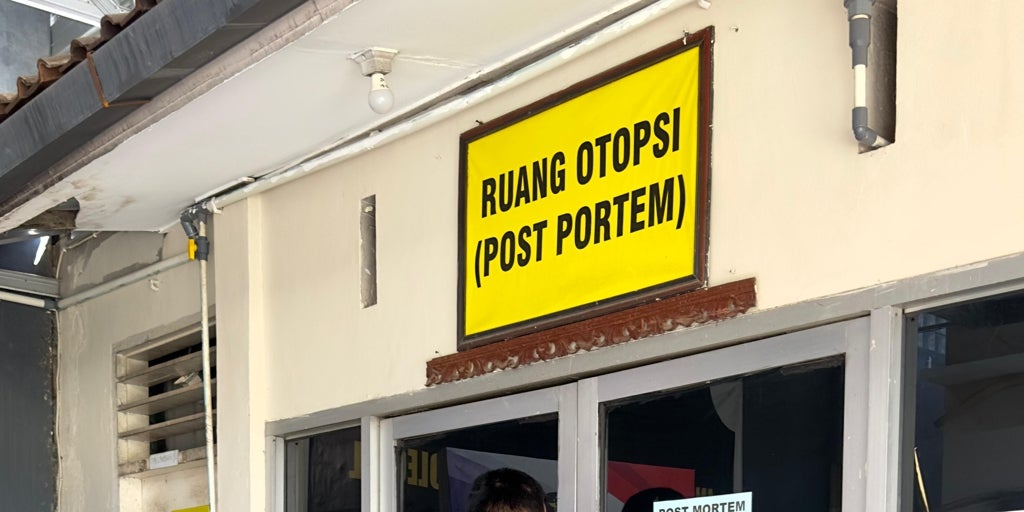 RUANG OTOPSI
(POST PORTEM)
POST MORTEM